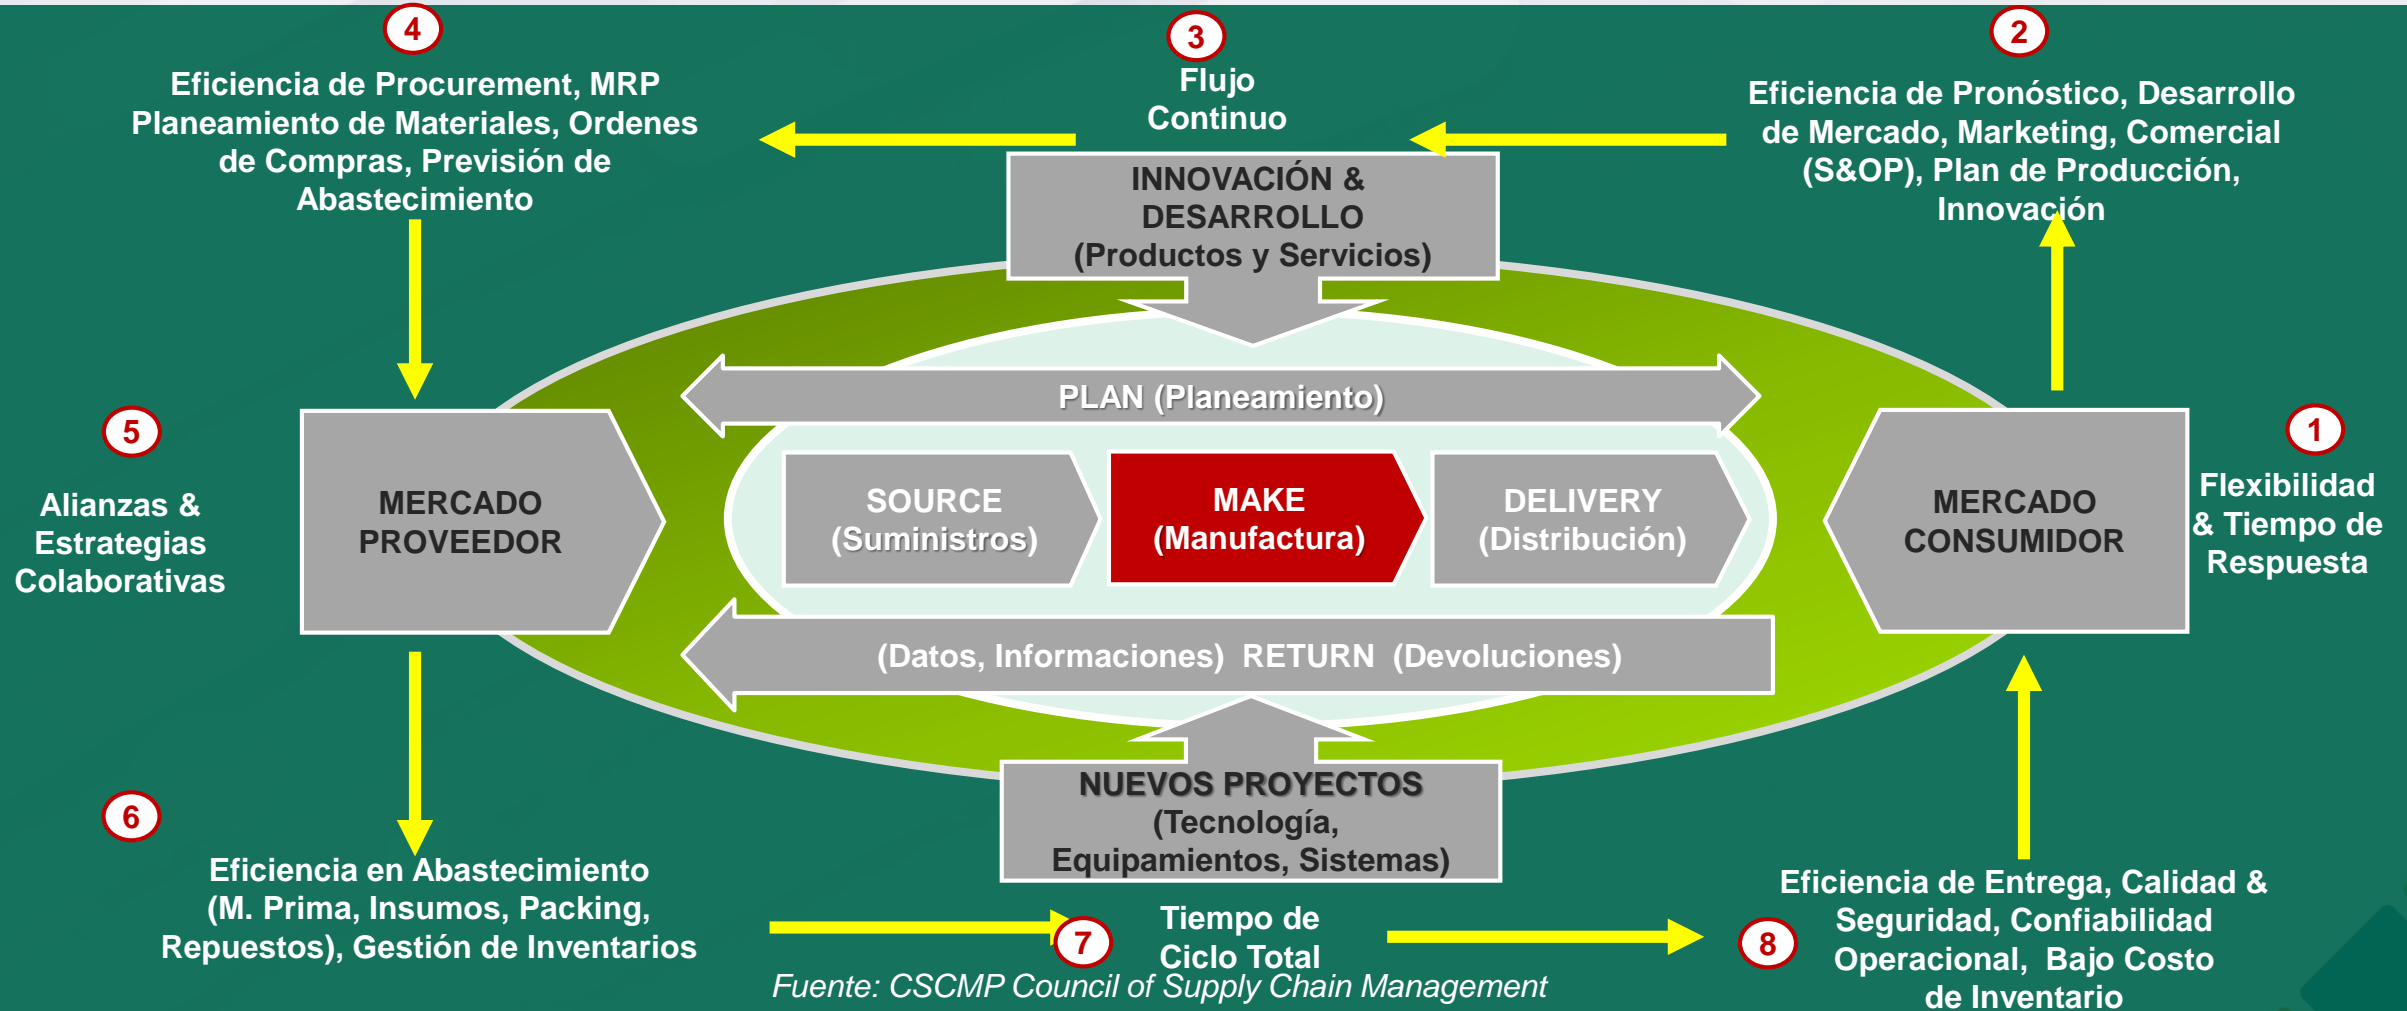 4
Eficiencia de Procurement, MRP
Planeamiento de Materiales, Ordenes
de Compras, Previsión de
Abastecimiento
3
Flujo
Continuo
2
Eficiencia de Pronóstico, Desarrollo
de Mercado, Marketing, Comercial
(S&OP), Plan de Producción,
Innovación
INNOVACIÓN &
DESARROLLO
(Productos y Servicios)
PLAN (Planeamiento)
5
Alianzas &
Estrategias
Colaborativas
MERCADO
PROVEEDOR
SOURCE
(Suministros)
MAKE
(Manufactura)
DELIVERY
(Distribución)
MERCADO
CONSUMIDOR
1
Flexibilidad
& Tiempo de
Respuesta
(Datos, Informaciones) RETURN (Devoluciones)
NUEVOS PROYECTOS
(Tecnología,
Equipamientos, Sistemas)
6
Eficiencia en Abastecimiento
(M. Prima, Insumos, Packing,
Repuestos), Gestión de Inventarios
7
Tiempo de
Ciclo Total
8
Eficiencia de Entrega, Calidad &
Seguridad, Confiabilidad
Operacional, Bajo Costo
de Inventario
Fuente: CSCMP Council of Supply Chain Management